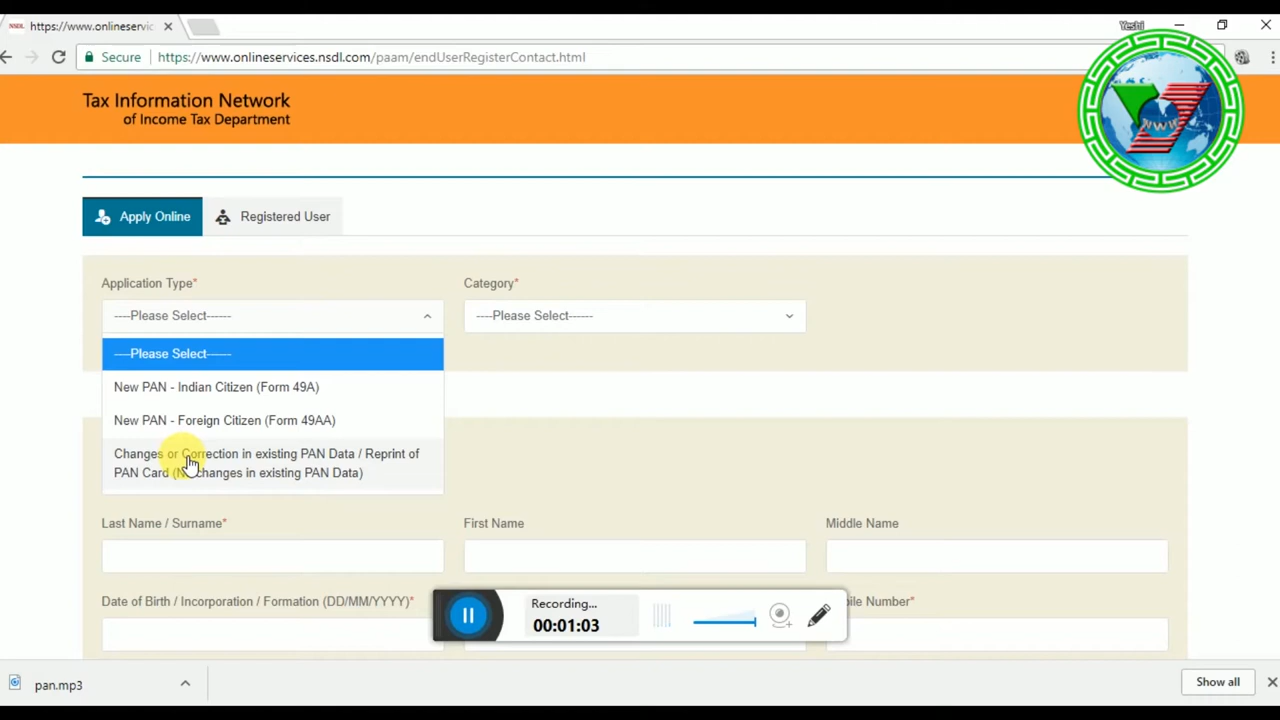 NSDL https://www.onlineservic
Yeshi
Secure https://www.onlineservices.nsdl.com/paam/endUserRegisterContact.html
Tax Information Network
of Income Tax Department
WWW
Apply Online
Registered User
Application Type*
Category*
----Please Select------
----Please Select------
----Please Select------
New PAN - Indian Citizen (Form 49A)
New PAN - Foreign Citizen (Form 49AA)
Changes or Correction in existing PAN Data / Reprint of
PAN Card (No changes in existing PAN Data)
Last Name / Surname*
First Name
Middle Name
Date of Birth / Incorporation / Formation (DD/MM/YYYY)*
bile Number*
Recording...
00:01:03
pan.mp3
Show all